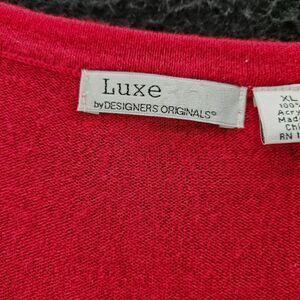 Luxe
by DESIGNERS ORIGINALS®
XL
100%
Acry
Made
Chi
RN 1